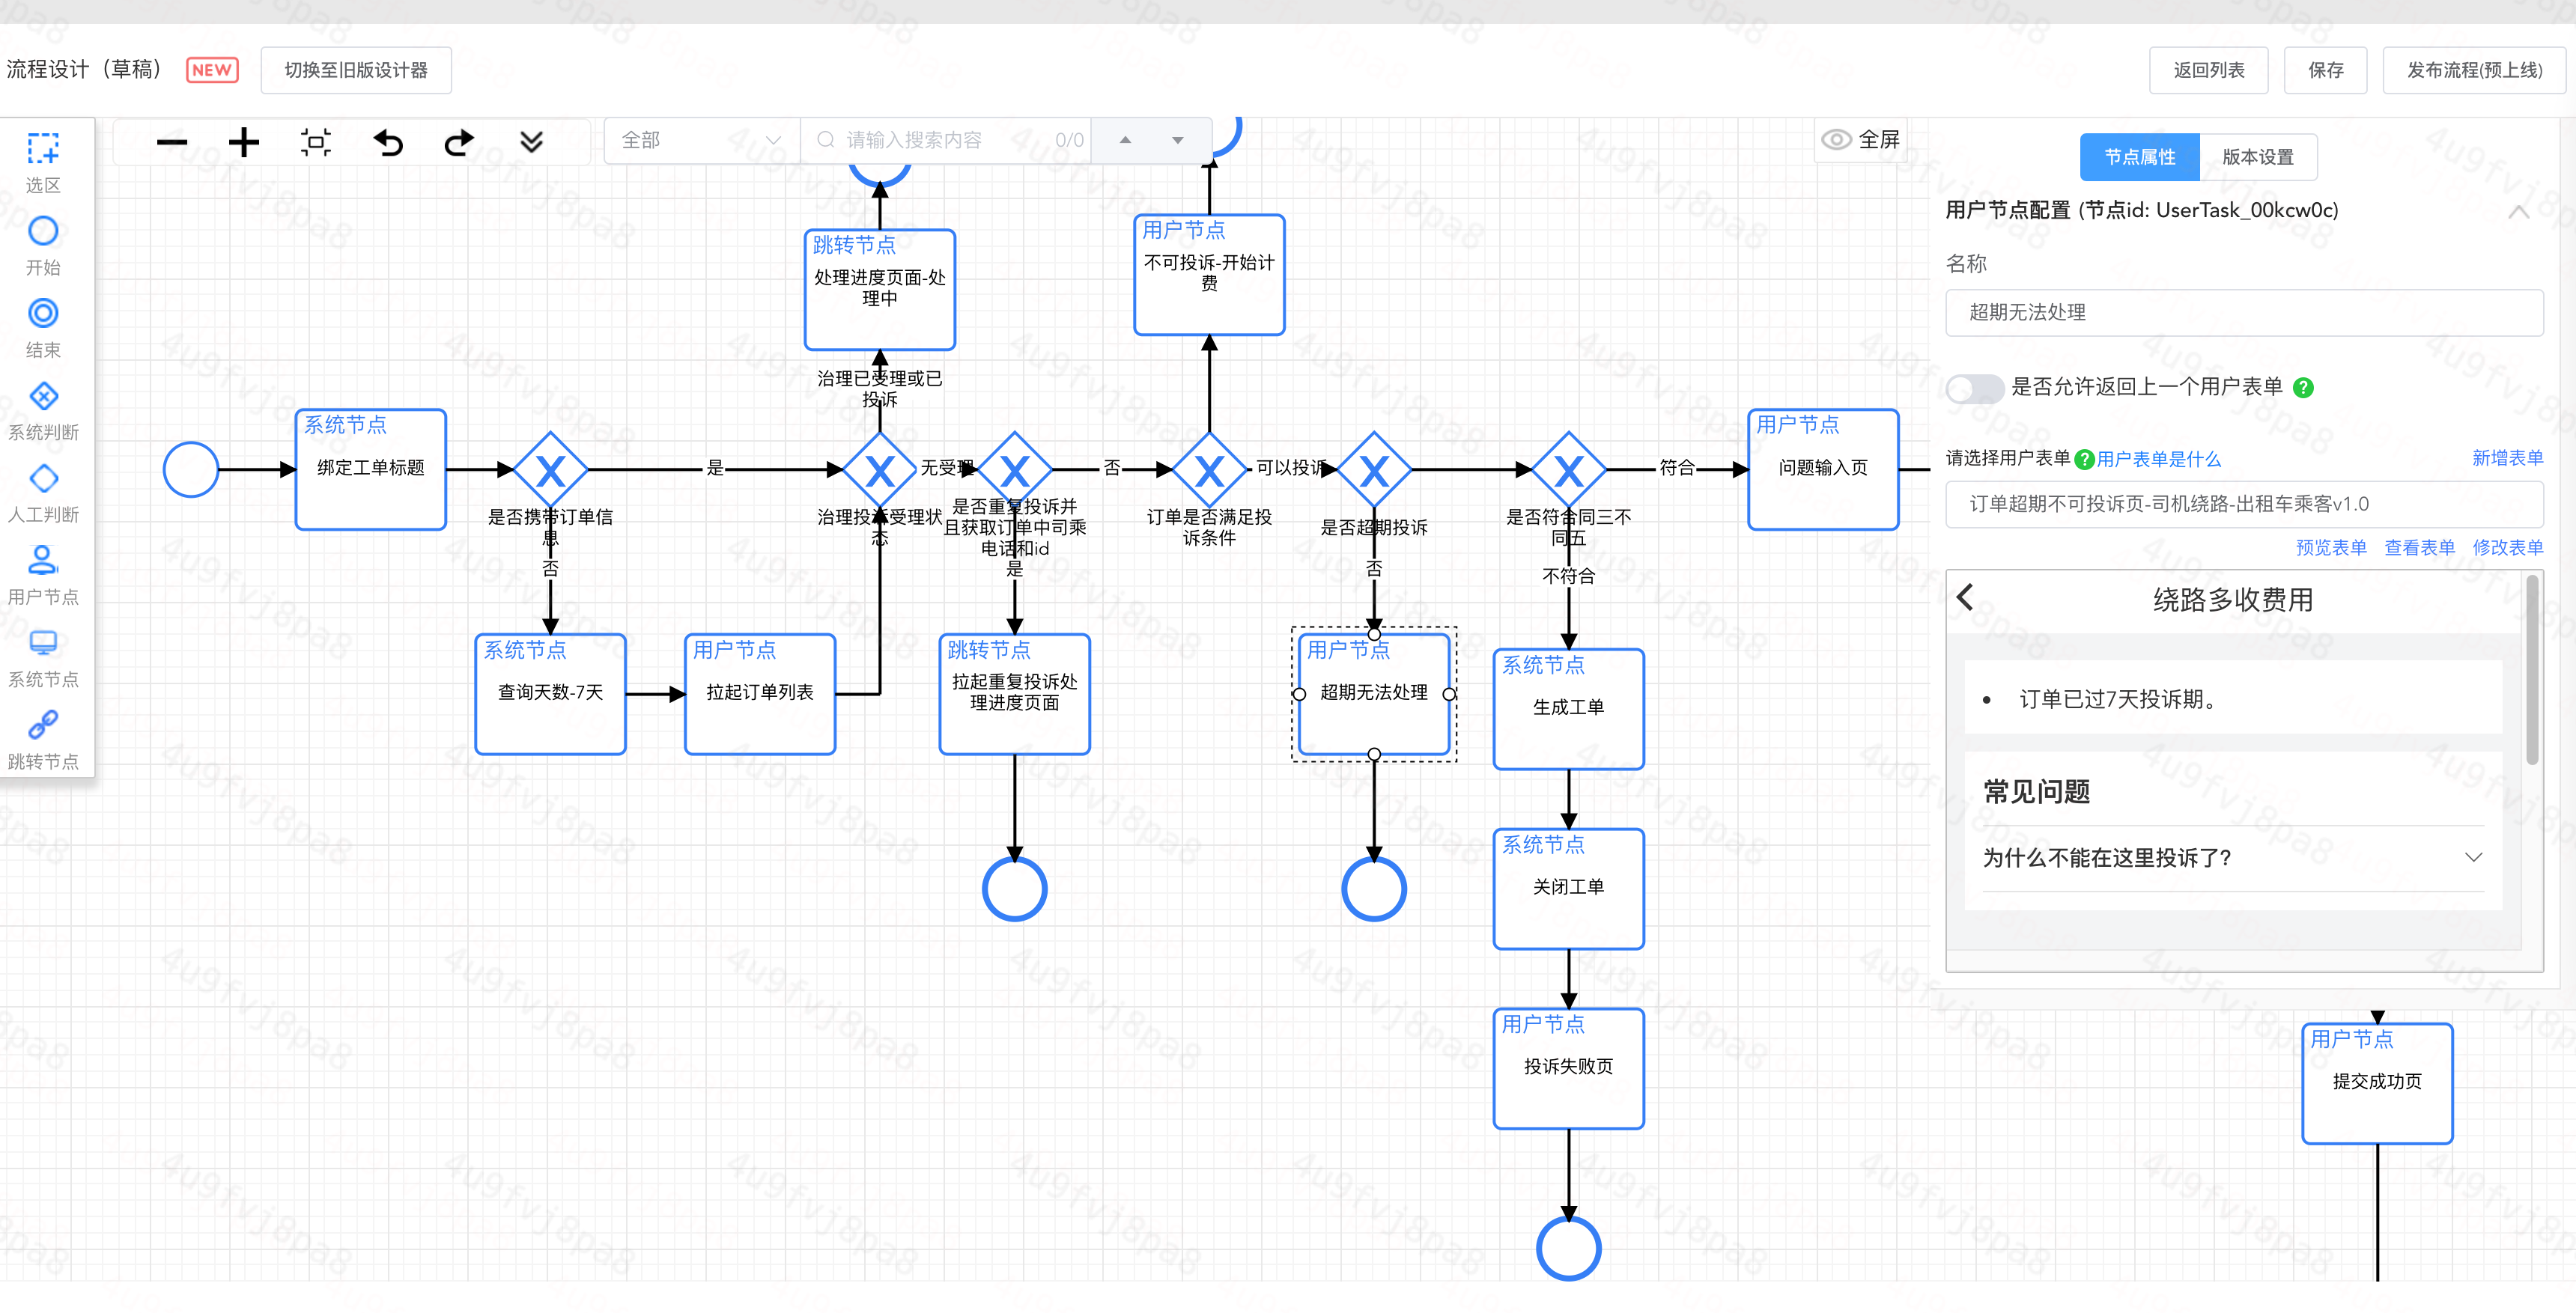 流程设计（草稿）
NEW
切换至旧版设计器
返回列表
保存
发布流程(预上线)
选区
开始
结束
系统判断
人工判断
用户节点
系统节点
跳转节点
全部
请输入搜索内容
0/0
全屏
跳转节点
处理进度页面-处
理中
用户节点
不可投诉-开始计
费
治理已受理或已
投诉
系统节点
绑定工单标题
是
无受理
否
可以投诉
符合
用户节点
问题输入页
是否携带订单信
息
治理投诉受理状
态
是否重复投诉并
且获取订单中司乘
电话和id
订单是否满足投
诉条件
是否超期投诉
是否符合同三不
同五
否
是
否
不符合
系统节点
查询天数-7天
用户节点
拉起订单列表
跳转节点
拉起重复投诉处
理进度页面
用户节点
超期无法处理
系统节点
生成工单
系统节点
关闭工单
用户节点
投诉失败页
用户节点
提交成功页
节点属性
版本设置
用户节点配置 (节点id: UserTask_00kcw0c)
名称
超期无法处理
是否允许返回上一个用户表单
请选择用户表单
用户表单是什么
新增表单
订单超期不可投诉页-司机绕路-出租车乘客v1.0
预览表单 查看表单 修改表单
绕路多收费用
订单已过7天投诉期。
常见问题
为什么不能在这里投诉了?
4u9fvj8pa8